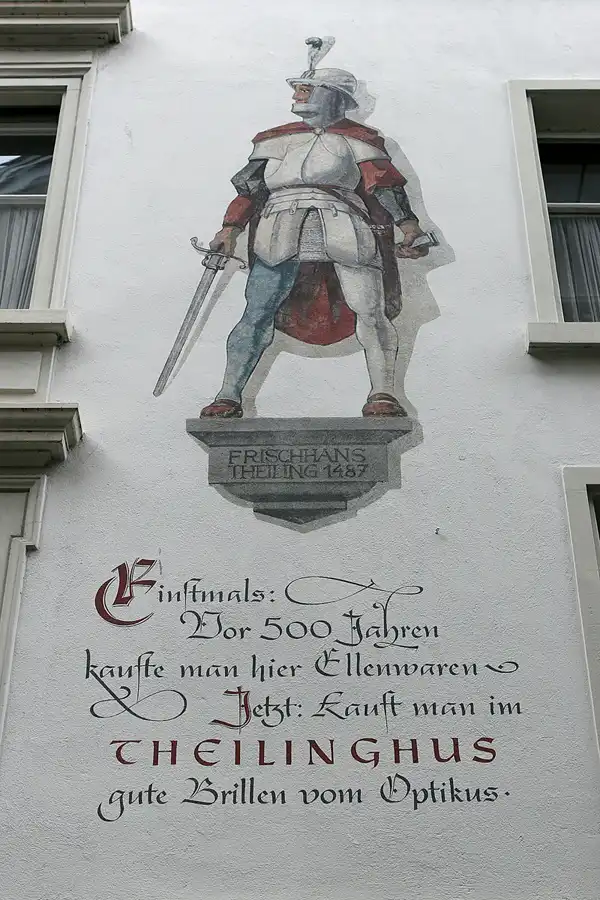 FRISCHHANS
THEILING 1487
Einstmals:
Vor 500 Jahren
kaufte man hier Ellenwaren
Jetzt: Kauft man im
THEILINGHUS
gute Brillen vom Optikus.